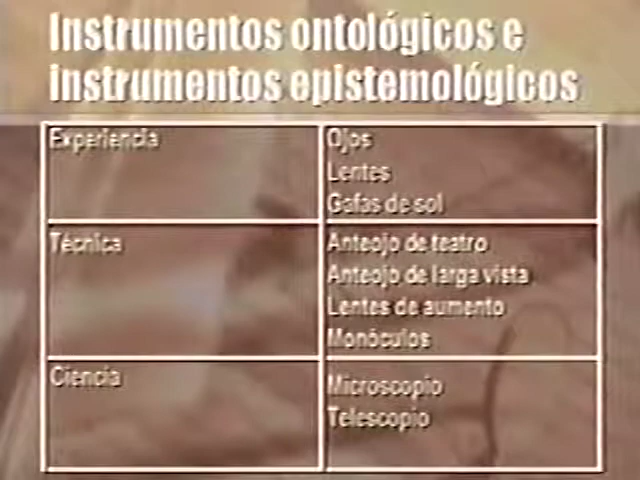 Instrumentos ontológicos e
instrumentos epistemológicos
Experiencia
Ojos
Lentes
Gafas de sol
Técnica
Anteojo de teatro
Anteojo de larga vista
Lentes de aumento
Monóculos
Ciencia
Microscopio
Telescopio